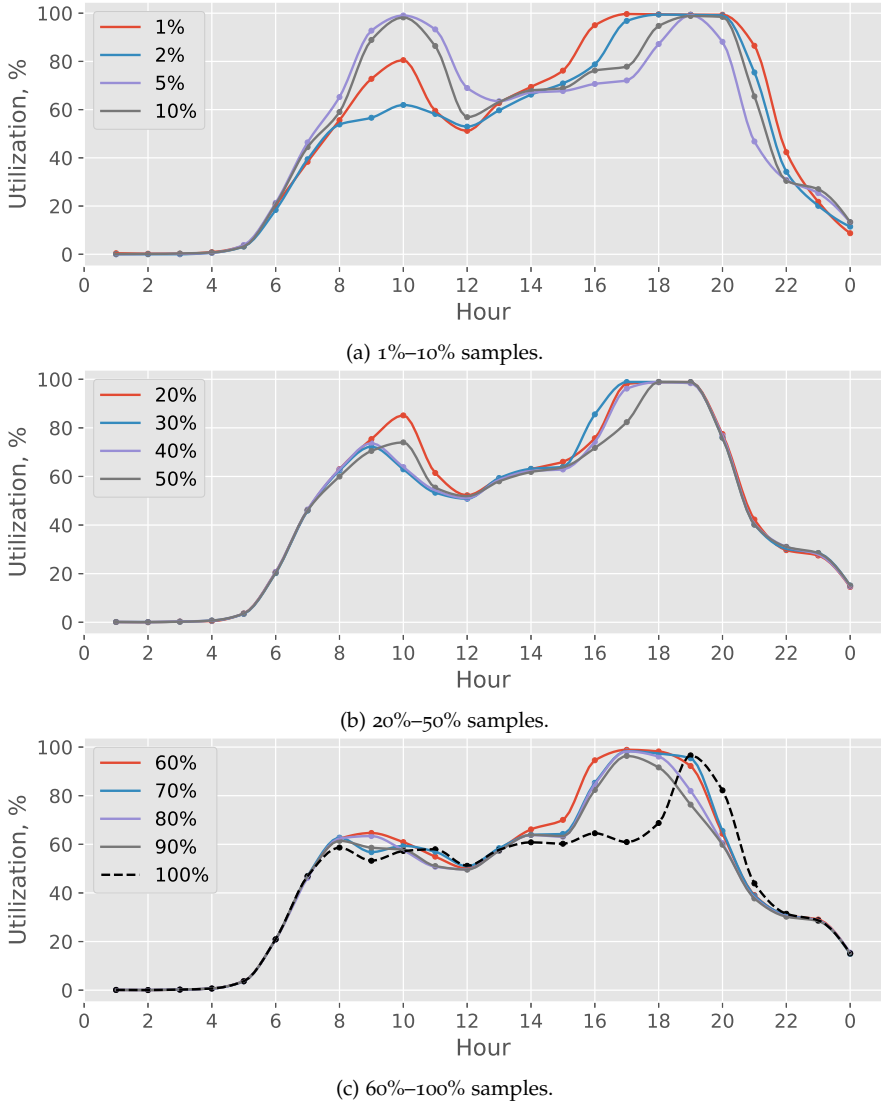 100
80
60
40
20
0
Utilization, %
1%
2%
5%
10%
0 2 4 6 8 10 12 14 16 18 20 22 0
Hour
(a) 1%–10% samples.
100
80
60
40
20
0
Utilization, %
20%
30%
40%
50%
0 2 4 6 8 10 12 14 16 18 20 22 0
Hour
(b) 20%–50% samples.
100
80
60
40
20
0
Utilization, %
60%
70%
80%
90%
100%
0 2 4 6 8 10 12 14 16 18 20 22 0
Hour
(c) 60%–100% samples.